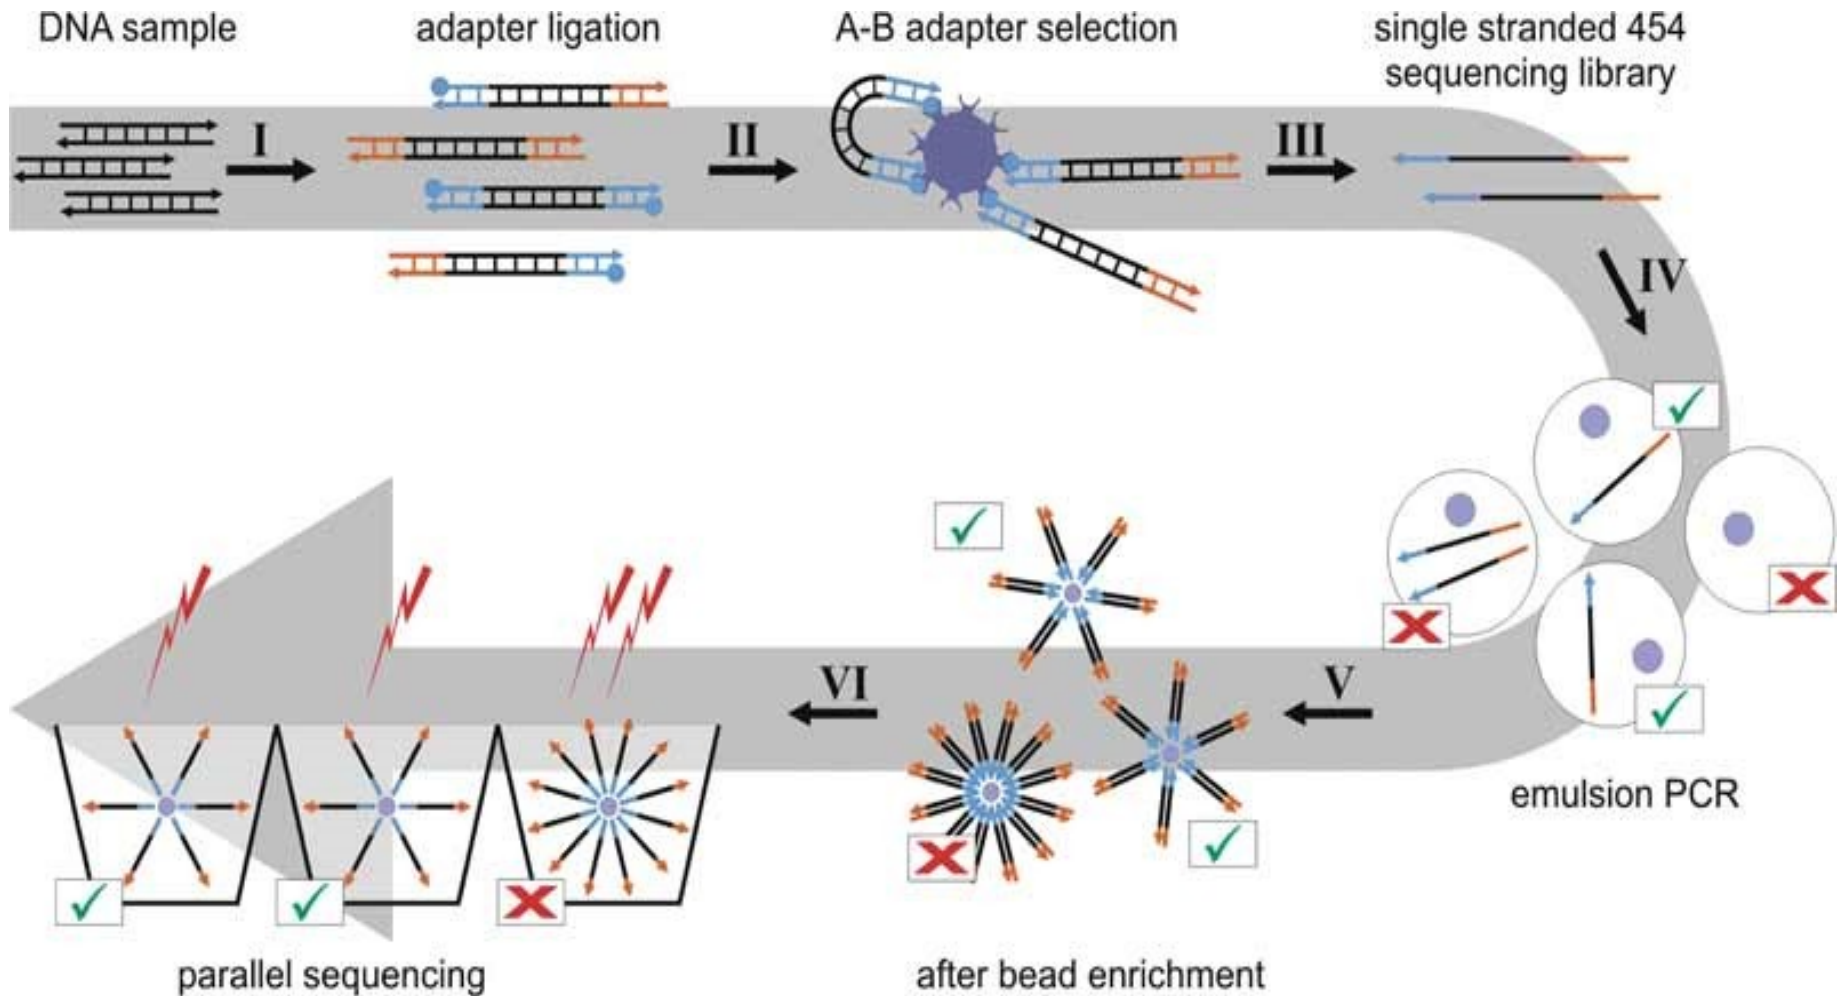 DNA sample
adapter ligation
A-B adapter selection
single stranded 454
sequencing library
I
II
III
IV
V
VI
emulsion PCR
after bead enrichment
parallel sequencing